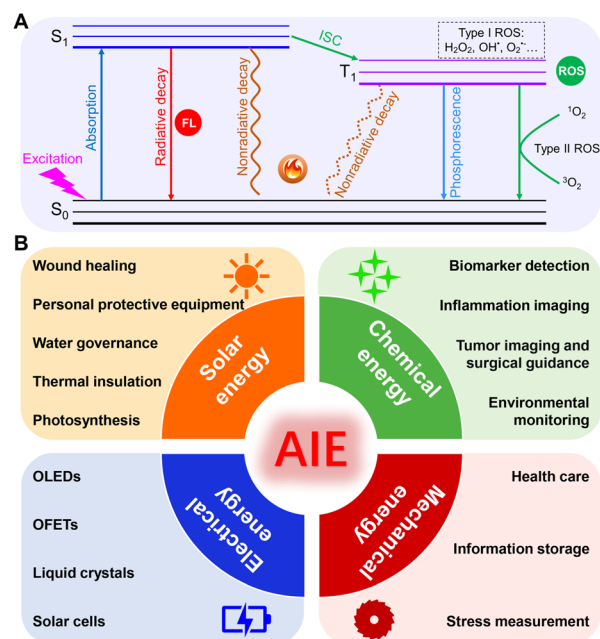 A
S₁
ISC
Type I ROS:
H₂O₂, OH•, O₂•⁻…
T₁
ROS
Absorption
Radiative decay
FL
Nonradiative decay
Nonradiative decay
Phosphorescence
¹O₂
Type II ROS
³O₂
Excitation
S₀
B
Wound healing
Personal protective equipment
Water governance
Thermal insulation
Photosynthesis
Solar
energy
Biomarker detection
Inflammation imaging
Tumor imaging and
surgical guidance
Environmental
monitoring
Chemical
energy
AIE
OLEDs
OFETs
Liquid crystals
Solar cells
Electrical
energy
Health care
Information storage
Stress measurement
Mechanical
energy